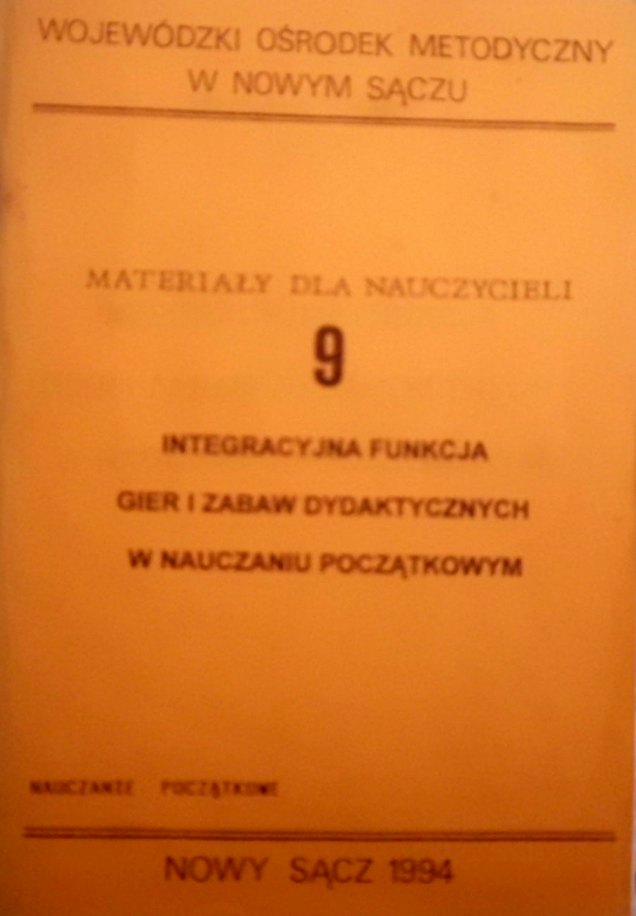 WOJEWÓDZKI OŚRODEK METODYCZNY
W NOWYM SĄCZU
MATERIAŁY DLA NAUCZYCIELI
9
INTEGRACYJNA FUNKCJA
GIER I ZABAW DYDAKTYCZNYCH
W NAUCZANIU POCZĄTKOWYM
NAUCZANIE POCZĄTKOWE
NOWY SĄCZ 1994